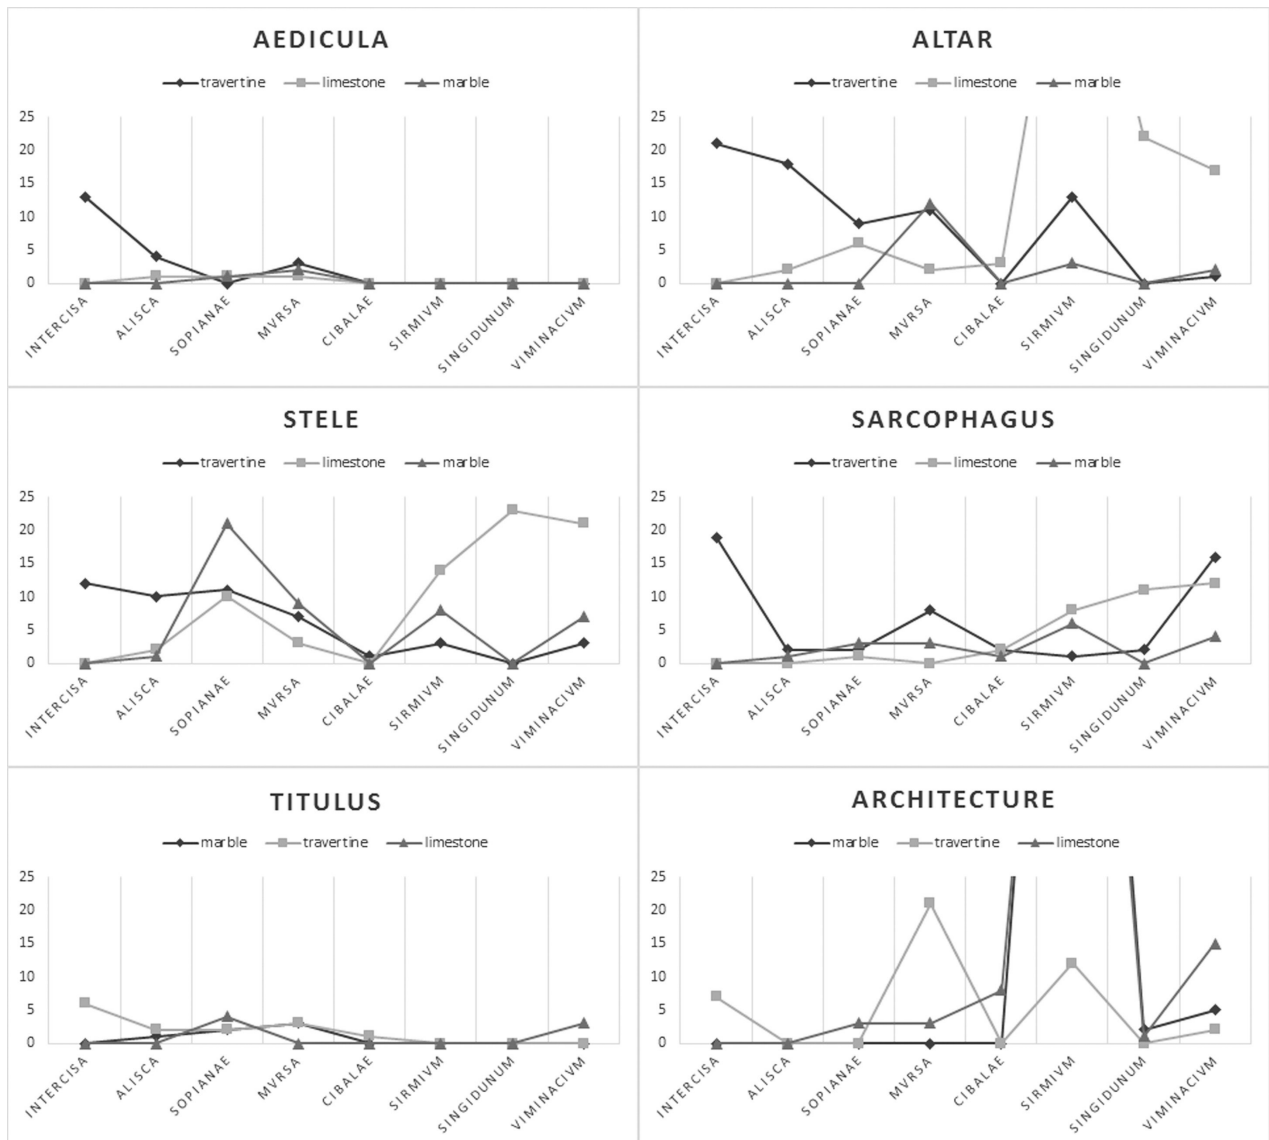 AEDICULA
travertine limestone marble
25
20
15
10
5
0
INTERCISA
ALISCA
SOPIANAE
MVRSA
CIBALAE
SIRMIVM
SINGIDUNUM
VIMINACIVM
ALTAR
travertine limestone marble
25
20
15
10
5
0
INTERCISA
ALISCA
SOPIANAE
MVRSA
CIBALAE
SIRMIVM
SINGIDUNUM
VIMINACIVM
STELE
travertine limestone marble
25
20
15
10
5
0
INTERCISA
ALISCA
SOPIANAE
MVRSA
CIBALAE
SIRMIVM
SINGIDUNUM
VIMINACIVM
SARCOPHAGUS
travertine limestone marble
25
20
15
10
5
0
INTERCISA
ALISCA
SOPIANAE
MVRSA
CIBALAE
SIRMIVM
SINGIDUNUM
VIMINACIVM
TITULUS
marble travertine limestone
25
20
15
10
5
0
INTERCISA
ALISCA
SOPIANAE
MVRSA
CIBALAE
SIRMIVM
SINGIDUNUM
VIMINACIVM
ARCHITECTURE
marble travertine limestone
25
20
15
10
5
0
INTERCISA
ALISCA
SOPIANAE
MVRSA
CIBALAE
SIRMIVM
SINGIDUNUM
VIMINACIVM